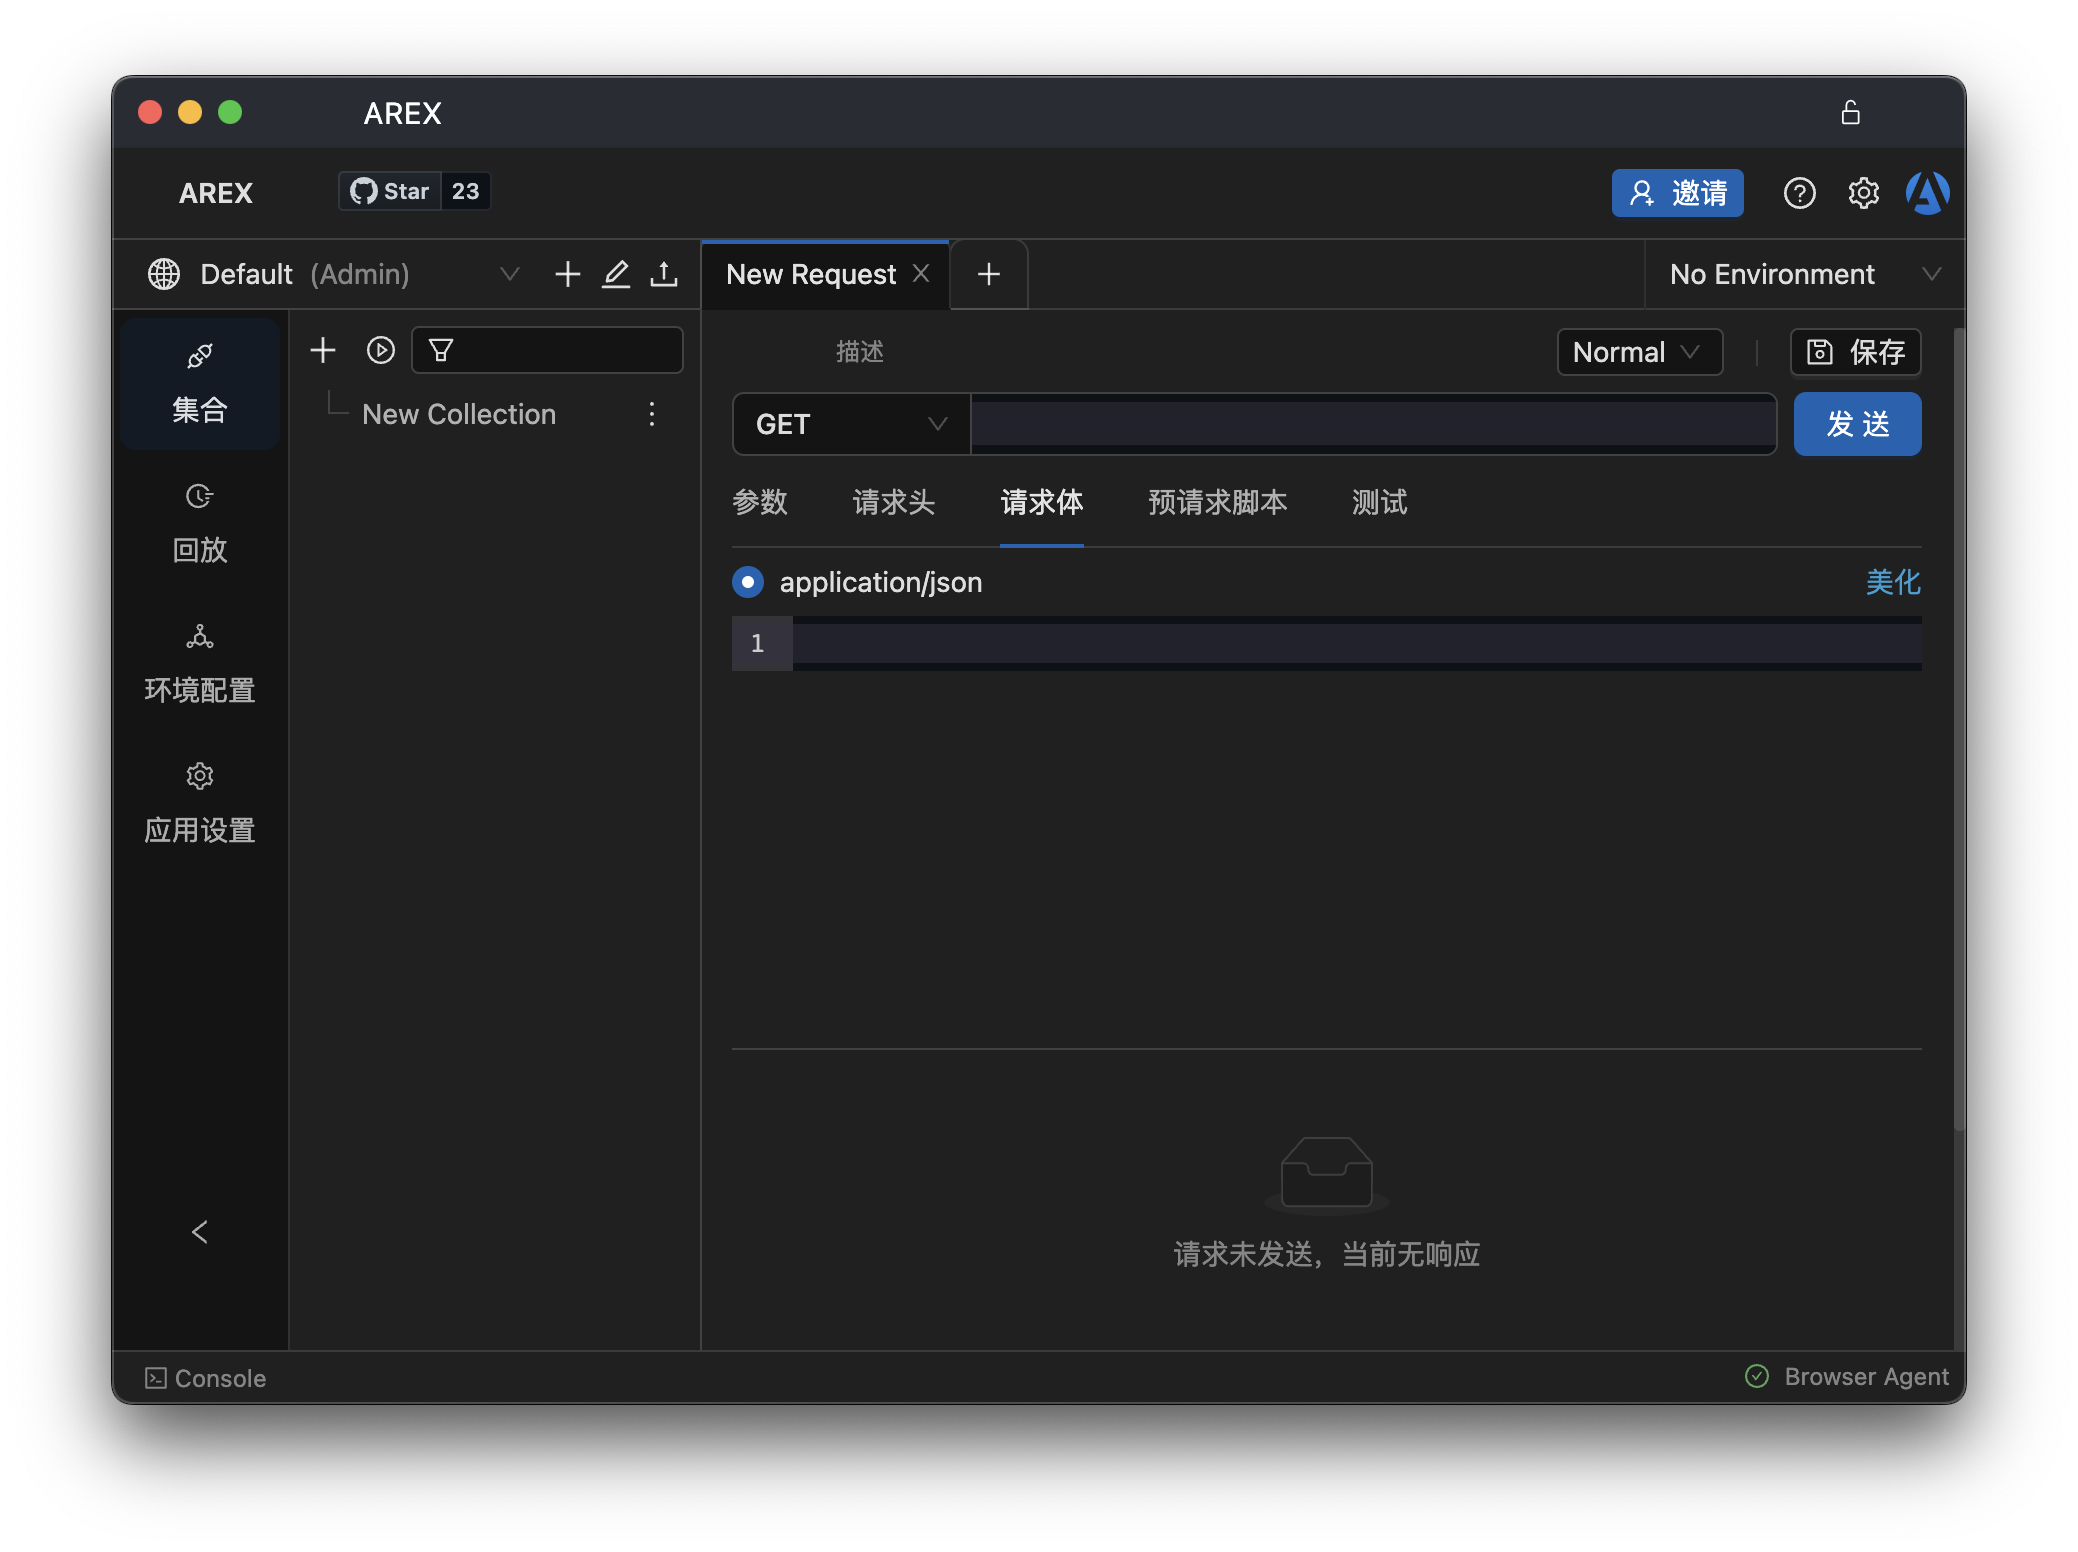 AREX
AREX
Star 23
邀请
Default (Admin)
New Request
No Environment
集合
回放
环境配置
应用设置
New Collection
描述
Normal
保存
GET
发 送
参数 请求头 请求体 预请求脚本 测试
application/json
美化
1
请求未发送，当前无响应
Console
Browser Agent